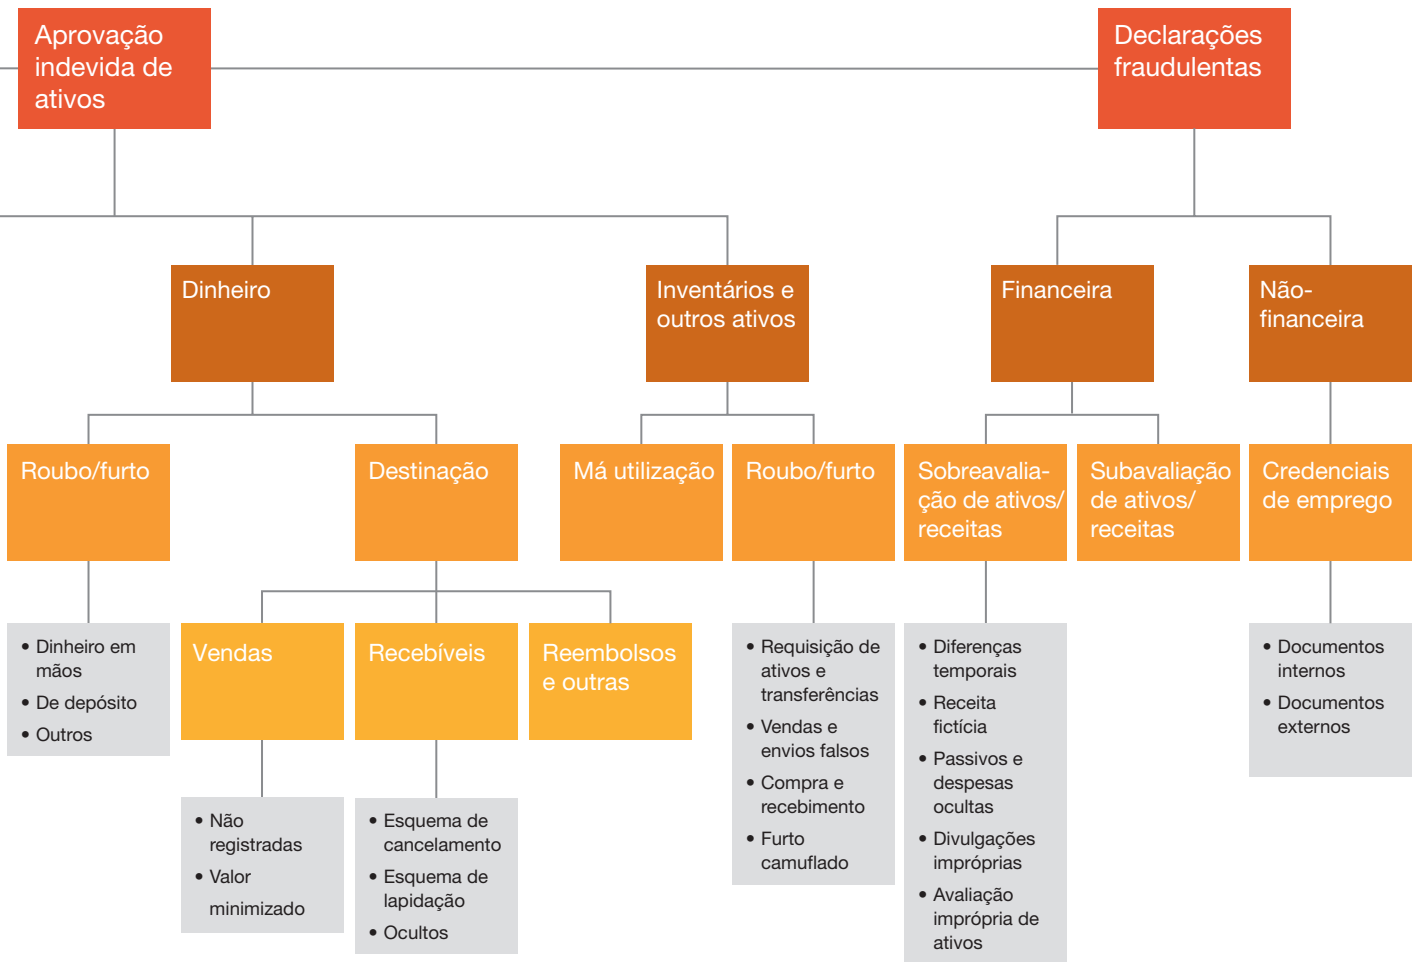 Aprovação
indevida de
ativos
Declarações
fraudulentas
Dinheiro
Inventários e
outros ativos
Financeira
Não-
financeira
Roubo/furto
Destinação
Má utilização
Roubo/furto
Sobreavalia-
ção de ativos/
receitas
Subavaliação
de ativos/
receitas
Credenciais
de emprego
• Dinheiro em
mãos
• De depósito
• Outros
Vendas
Recebíveis
Reembolsos
e outras
• Requisição de
ativos e
transferências
• Vendas e
envios falsos
• Compra e
recebimento
• Furto
camuflado
• Diferenças
temporais
• Receita
fictícia
• Passivos e
despesas
ocultas
• Divulgações
impróprias
• Avaliação
imprópria de
ativos
• Documentos
internos
• Documentos
externos
• Não
registradas
• Valor
minimizado
• Esquema de
cancelamento
• Esquema de
lapidação
• Ocultos